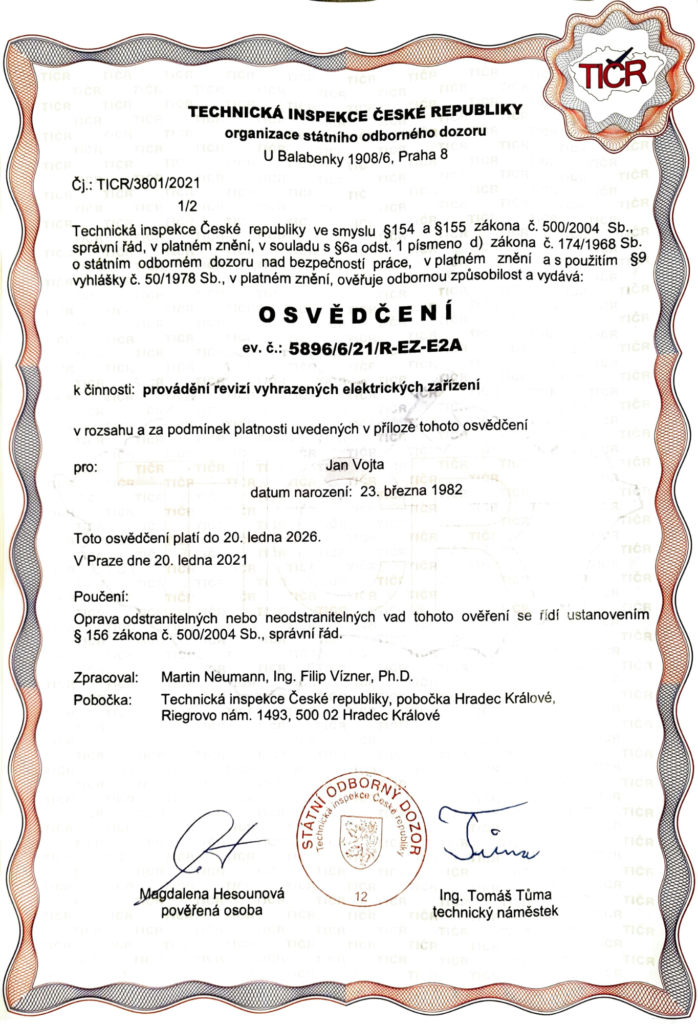 TIČR
TECHNICKÁ INSPEKCE ČESKÉ REPUBLIKY
organizace státního odborného dozoru
U Balabenky 1908/6, Praha 8
Čj.: TICR/3801/2021
1/2
Technická inspekce České republiky ve smyslu §154 a §155 zákona č. 500/2004 Sb.,
správní řád, v platném znění, v souladu s §6a odst. 1 písmeno d) zákona č. 174/1968 Sb.
o státním odborném dozoru nad bezpečností práce, v platném znění a s použitím §9
vyhlášky č. 50/1978 Sb., v platném znění, ověřuje odbornou způsobilost a vydává:
OSVĚDČENÍ
ev. č.: 5896/6/21/R-EZ-E2A
k činnosti: provádění revizí vyhrazených elektrických zařízení
v rozsahu a za podmínek platnosti uvedených v příloze tohoto osvědčení
pro: Jan Vojta
datum narození: 23. března 1982
Toto osvědčení platí do 20. ledna 2026.
V Praze dne 20. ledna 2021
Poučení:
Oprava odstranitelných nebo neodstranitelných vad tohoto ověření se řídí ustanovením
§ 156 zákona č. 500/2004 Sb., správní řád.
Zpracoval: Martin Neumann, Ing. Filip Vízner, Ph.D.
Pobočka: Technická inspekce České republiky, pobočka Hradec Králové,
Riegrovo nám. 1493, 500 02 Hradec Králové
STÁTNÍ ODBORNÝ DOZOR
Technická inspekce České republiky
12
Tůma
Magdalena Hesounová
pověřená osoba
Ing. Tomáš Tůma
technický náměstek